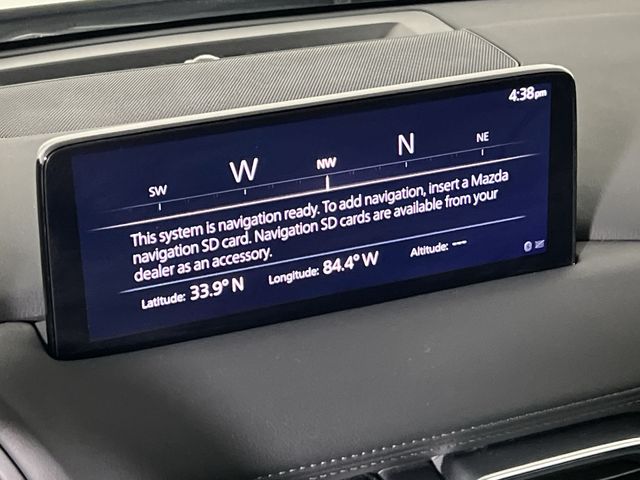 4:38pm
SW W NW N NE
This system is navigation ready. To add navigation, insert a Mazda
navigation SD card. Navigation SD cards are available from your
dealer as an accessory.
Latitude: 33.9° N Longitude: 84.4° W Altitude: ---